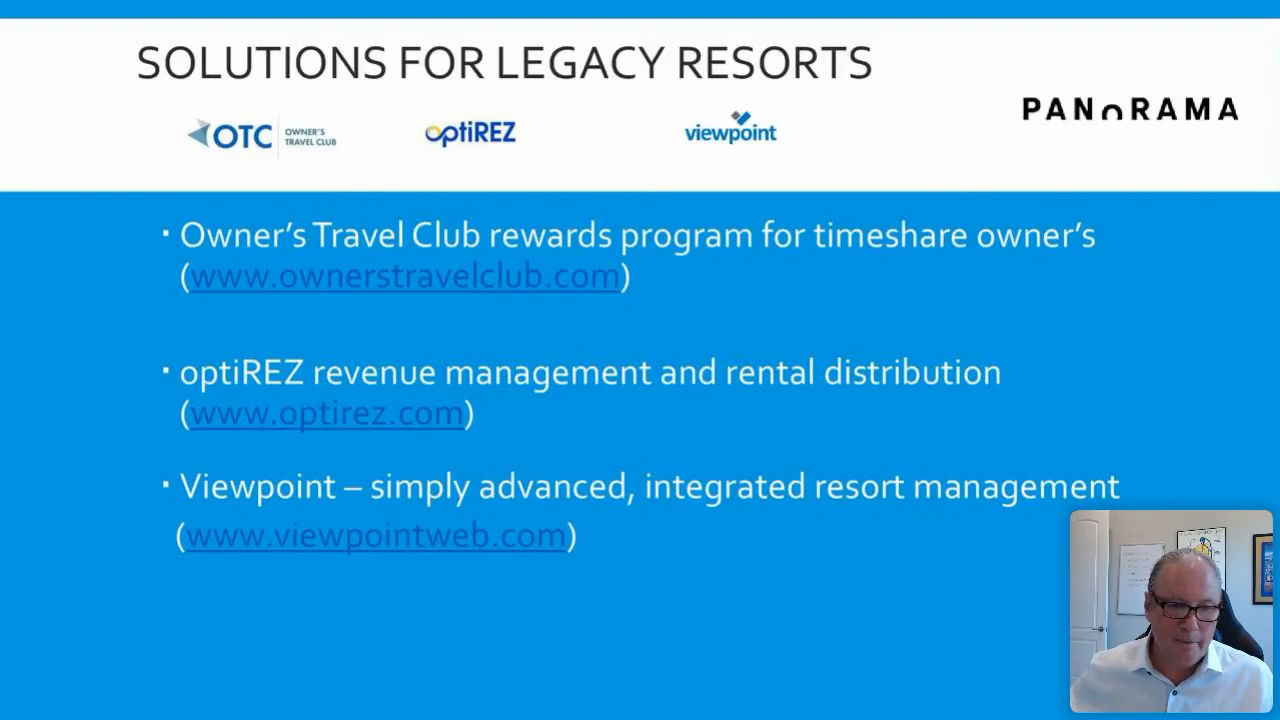 SOLUTIONS FOR LEGACY RESORTS
OTC OWNER'S TRAVEL CLUB
optiREZ
viewpoint
PANORAMA
▪ Owner's Travel Club rewards program for timeshare owner's
(www.ownerstravelclub.com)
▪ optiREZ revenue management and rental distribution
(www.optirez.com)
▪ Viewpoint – simply advanced, integrated resort management
(www.viewpointweb.com)